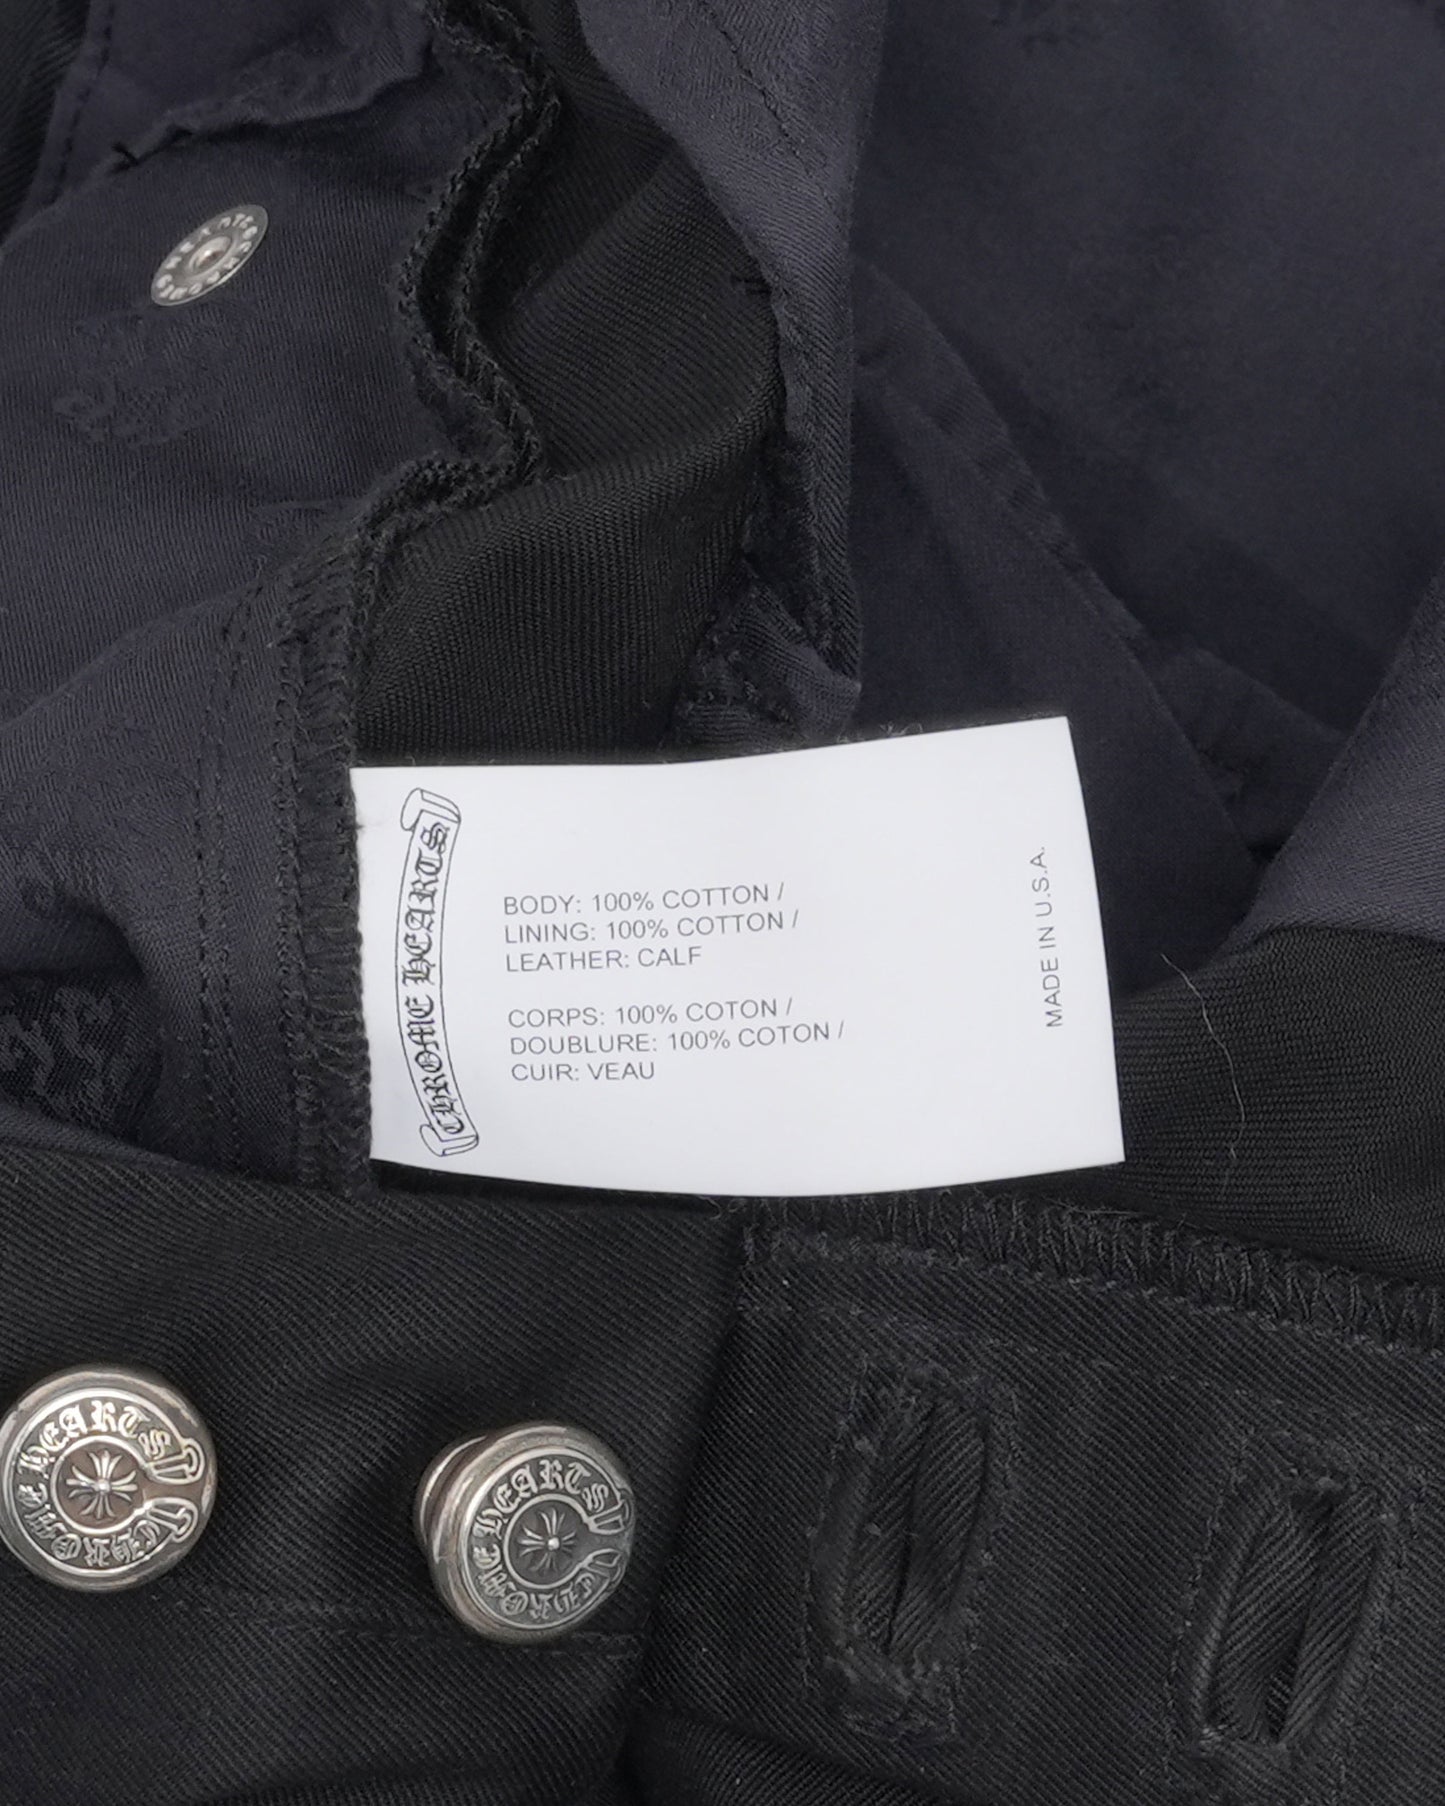 CHROME HEARTS
BODY: 100% COTTON /
LINING: 100% COTTON /
LEATHER: CALF
CORPS: 100% COTON /
DOUBLURE: 100% COTON /
CUIR: VEAU
MADE IN U.S.A.
CHROME HEARTS
CHROME HEARTS